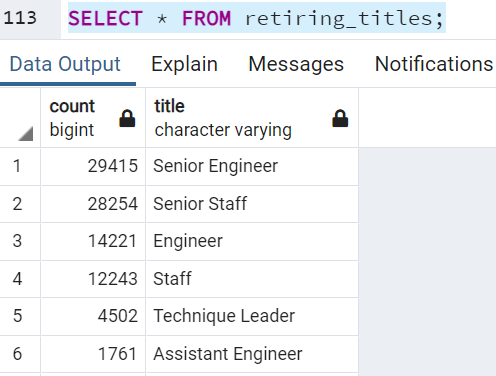 113 SELECT * FROM retiring_titles;
Data Output Explain Messages Notifications
count title
bigint character varying
1 29415 Senior Engineer
2 28254 Senior Staff
3 14221 Engineer
4 12243 Staff
5 4502 Technique Leader
6 1761 Assistant Engineer